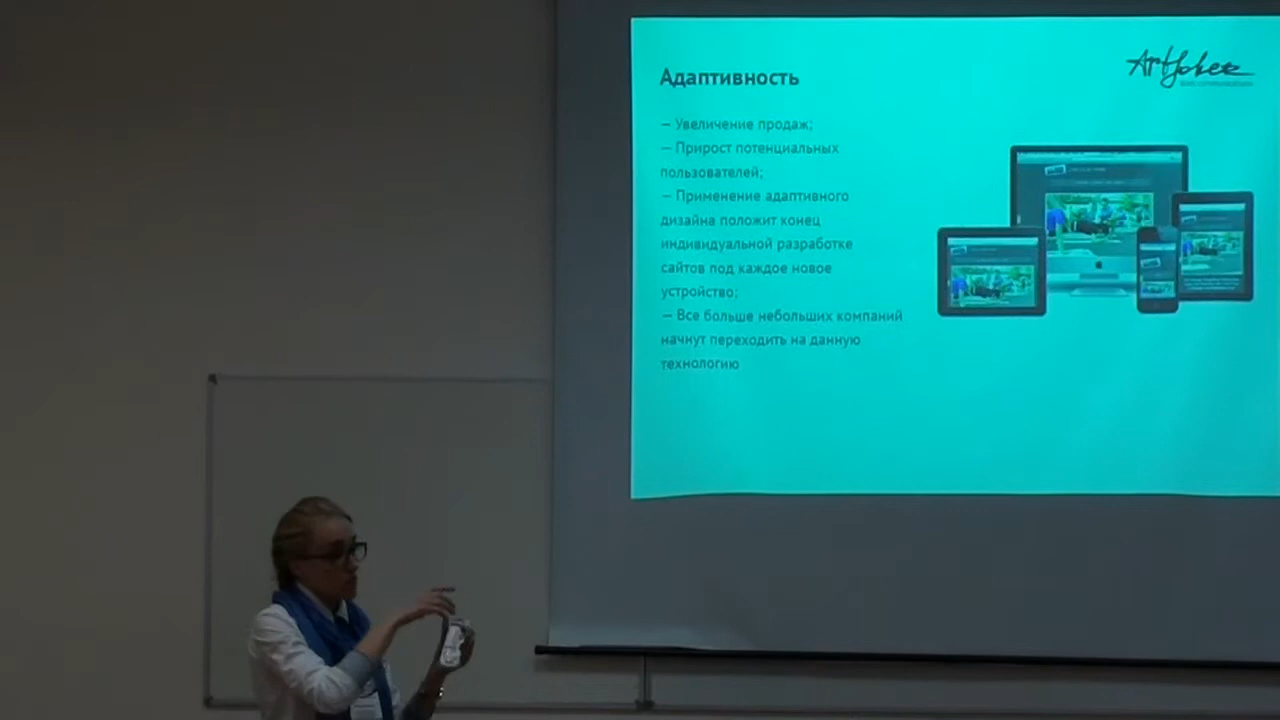 Адаптивность
ArtJoker
— Увеличение продаж;
— Прирост потенциальных
пользователей;
— Применение адаптивного
дизайна положит конец
индивидуальной разработке
сайтов под каждое новое
устройство;
— Все больше небольших компаний
начнут переходить на данную
технологию